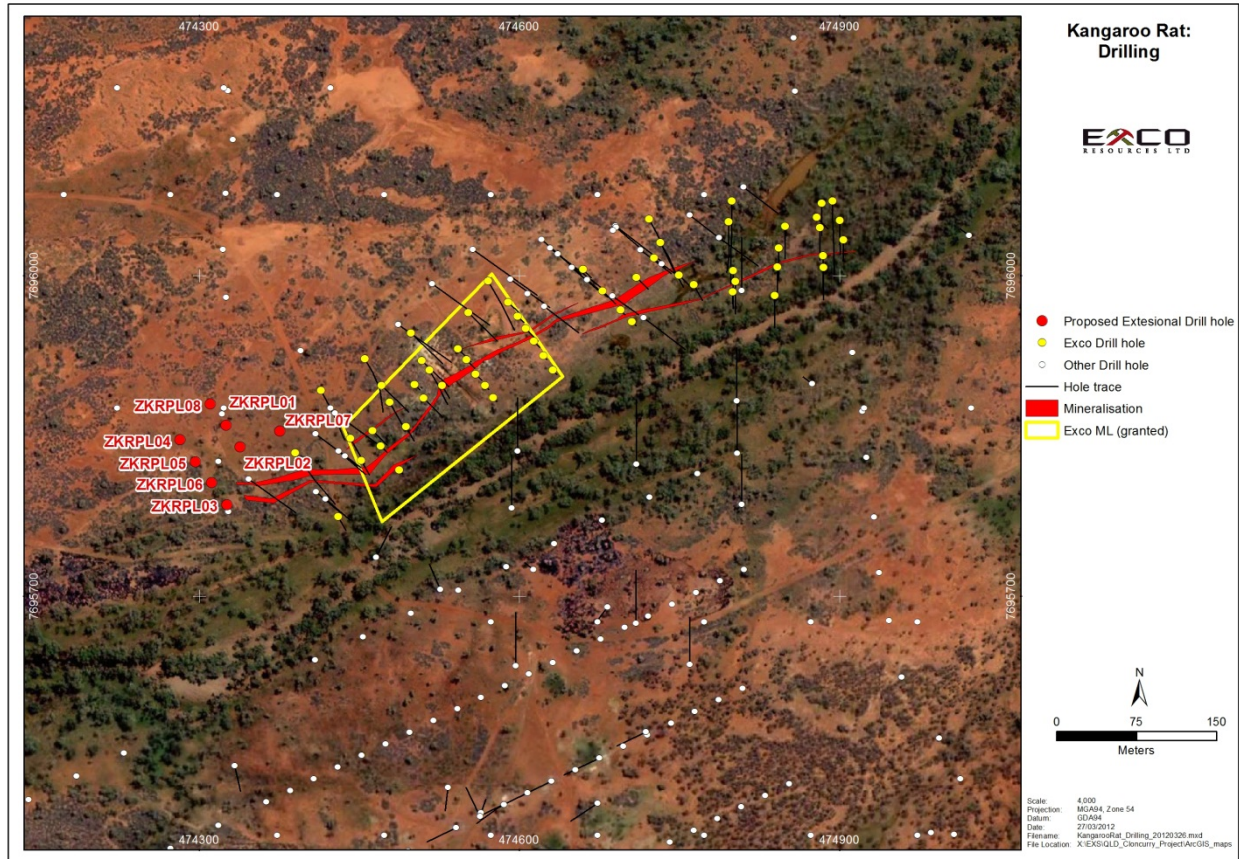 Kangaroo Rat:
Drilling
EXCO
RESOURCES LTD
474300
474600
474900
7696000
7696000
ZKRPL08
ZKRPL01
ZKRPL07
ZKRPL04
ZKRPL02
ZKRPL05
ZKRPL06
ZKRPL03
7695700
7695700
474300
474600
474900
Proposed Extesional Drill hole
Exco Drill hole
Other Drill hole
Hole trace
Mineralisation
Exco ML (granted)
N
0 75 150
Meters
Scale: 4,000
Projection: MGA94, Zone 54
Datum: GDA94
Date: 27/03/2012
Filename: KangarooRat_Drilling_20120326.mxd
File Location: X:\EXS\QLD_Cloncurry_Project\ArcGIS_maps